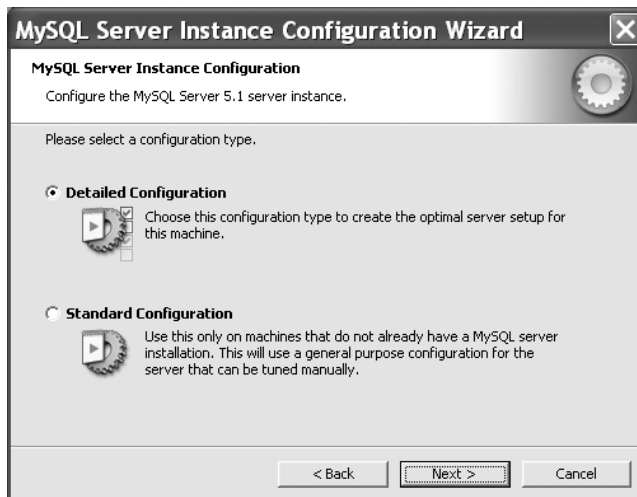 MySQL Server Instance Configuration Wizard
MySQL Server Instance Configuration
Configure the MySQL Server 5.1 server instance.
Please select a configuration type.
Detailed Configuration
Choose this configuration type to create the optimal server setup for
this machine.
Standard Configuration
Use this only on machines that do not already have a MySQL server
installation. This will use a general purpose configuration for the
server that can be tuned manually.
< Back
Next >
Cancel